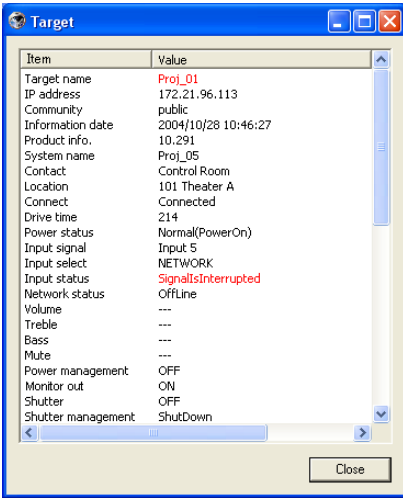 Target
Item Value
Target name Proj_01
IP address 172.21.96.113
Community public
Information date 2004/10/28 10:46:27
Product info. 10.291
System name Proj_05
Contact Control Room
Location 101 Theater A
Connect Connected
Drive time 214
Power status Normal(PowerOn)
Input signal Input 5
Input select NETWORK
Input status SignalIsInterrupted
Network status OffLine
Volume ---
Treble ---
Bass ---
Mute ---
Power management OFF
Monitor out ON
Shutter OFF
Shutter management ShutDown
Close